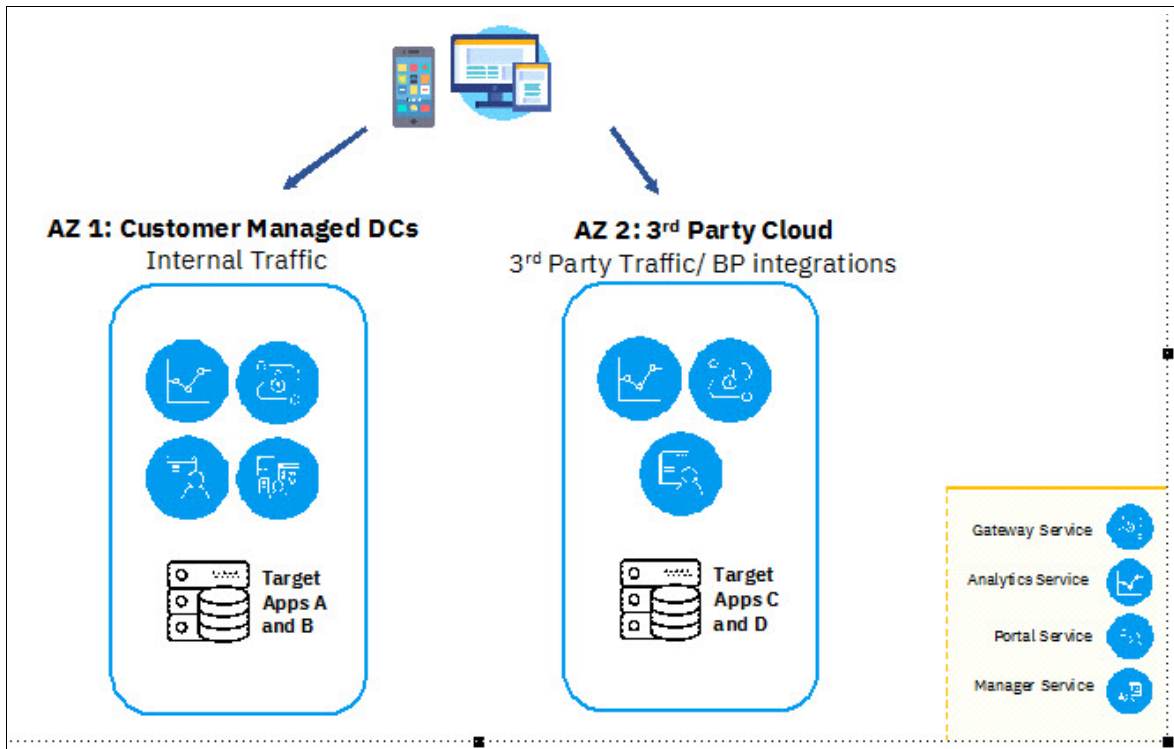 AZ 1: Customer Managed DCs
Internal Traffic
AZ 2: 3rd Party Cloud
3rd Party Traffic/ BP integrations
Target
Apps A
and B
Target
Apps C
and D
Gateway Service
Analytics Service
Portal Service
Manager Service